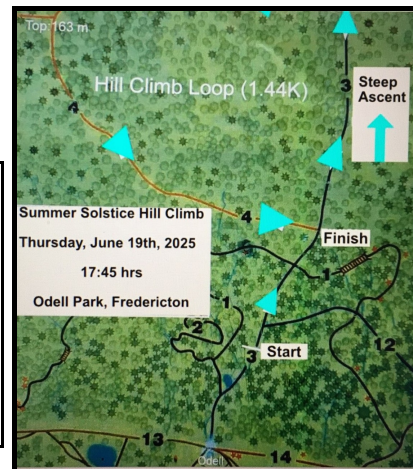 Top:163 m
Hill Climb Loop (1.44K)
3
Steep
Ascent
4
Summer Solstice Hill Climb
Thursday, June 19th, 2025
17:45 hrs
Odell Park, Fredericton
4
Finish
1
1
2
3
Start
12
13
Odell
14